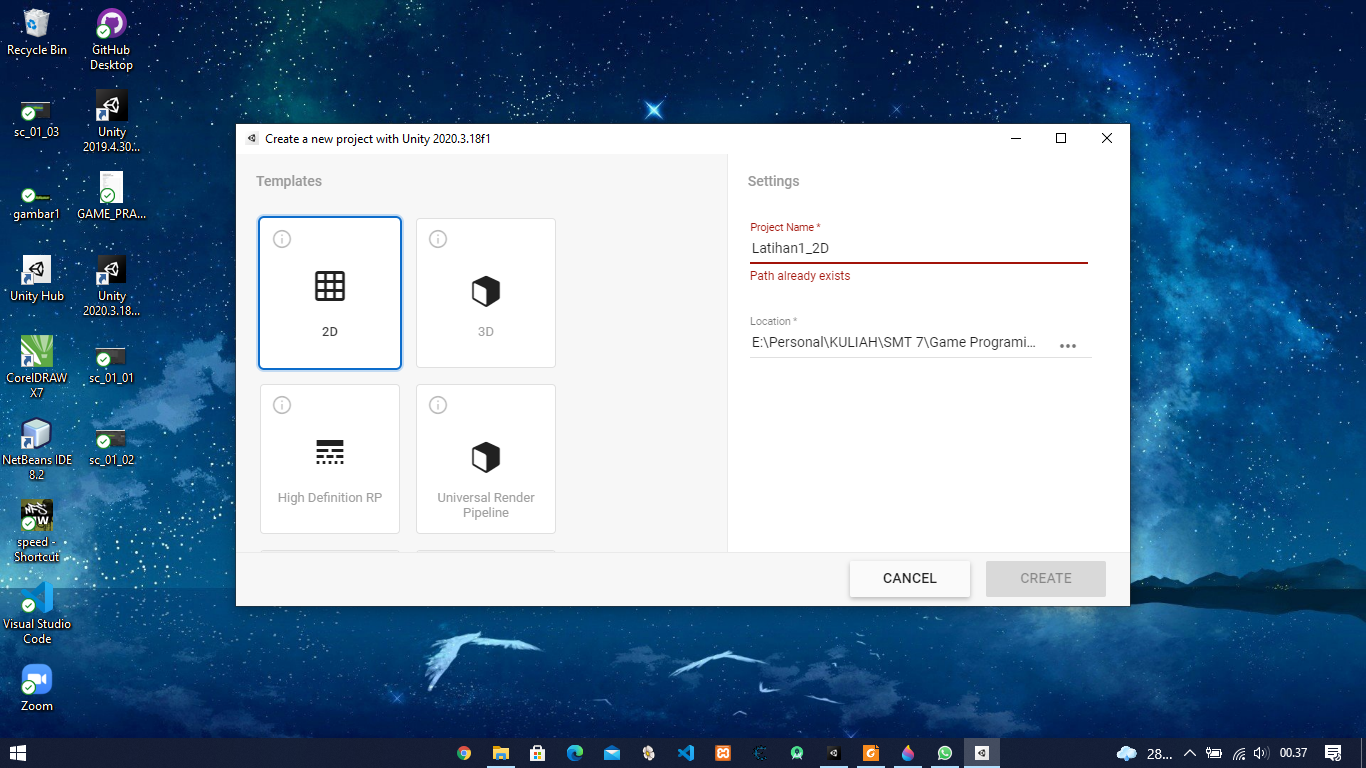 Recycle Bin
GitHub
Desktop
sc_01_03
Unity
2019.4.30...
gambar1
GAME_PRA...
Unity Hub
Unity
2020.3.18...
CorelDRAW
X7
sc_01_01
NetBeans IDE
8.2
sc_01_02
speed -
Shortcut
Visual Studio
Code
Zoom
Create a new project with Unity 2020.3.18f1
Templates
2D
3D
High Definition RP
Universal Render
Pipeline
Settings
Project Name *
Latihan1_2D
Path already exists
Location *
E:\Personal\KULIAH\SMT 7\Game Programi...
CANCEL
CREATE
28...
00.37